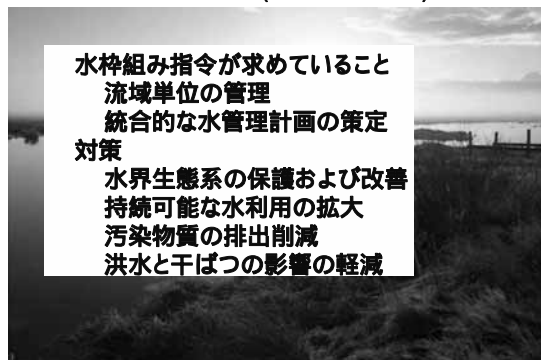 水枠組み指令が求めていること
流域単位の管理
統合的な水管理計画の策定
対策
水界生態系の保護および改善
持続可能な水利用の拡大
汚染物質の排出削減
洪水と干ばつの影響の軽減